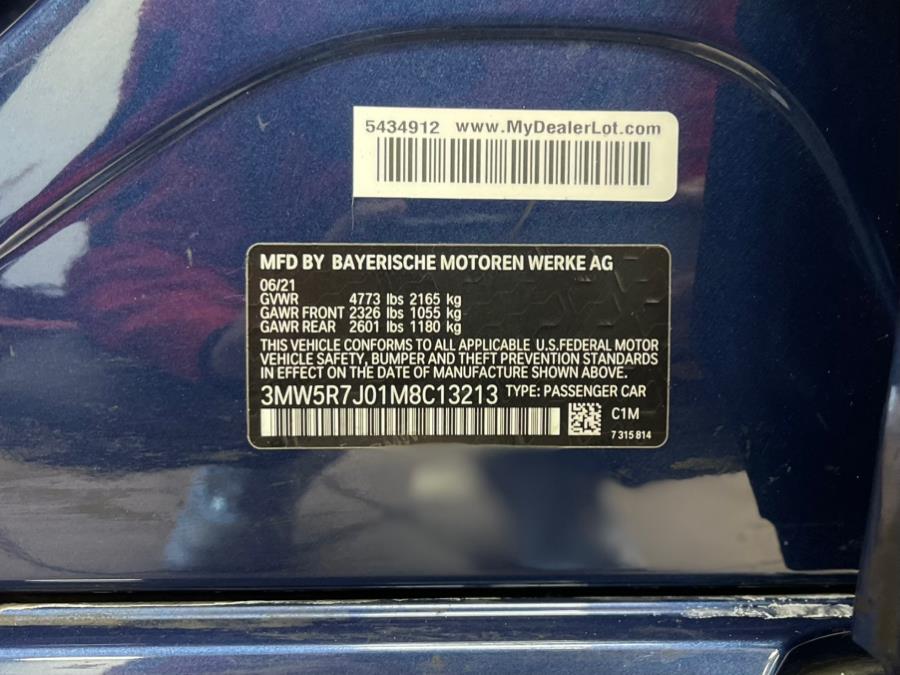 5434912 www.MyDealerLot.com
MFD BY BAYERISCHE MOTOREN WERKE AG
06/21
GVWR 4773 lbs 2165 kg
GAWR FRONT 2326 lbs 1055 kg
GAWR REAR 2601 lbs 1180 kg
THIS VEHICLE CONFORMS TO ALL APPLICABLE U.S.FEDERAL MOTOR
VEHICLE SAFETY, BUMPER AND THEFT PREVENTION STANDARDS
IN EFFECT ON THE DATE OF MANUFACTURE SHOWN ABOVE.
3MW5R7J01M8C13213 TYPE: PASSENGER CAR
C1M
7 315 814